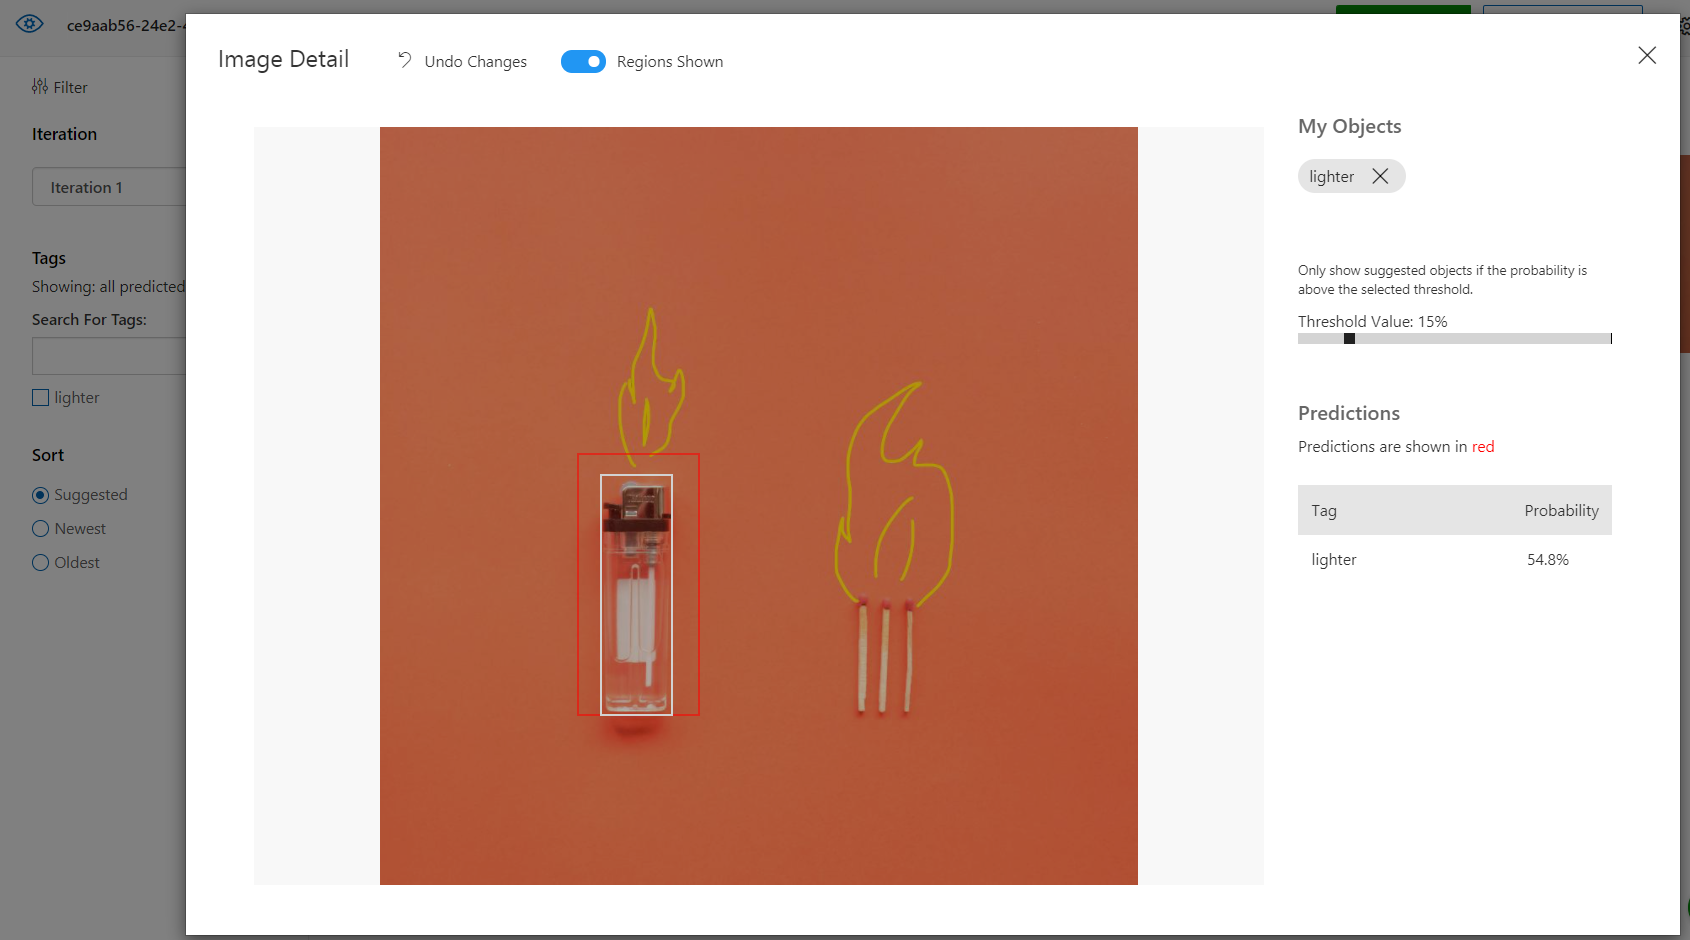 ce9aab56-24e2-4
Image Detail
Undo Changes
Regions Shown
Filter
Iteration
Iteration 1
Tags
Showing: all predicted
Search For Tags:
lighter
Sort
Suggested
Newest
Oldest
My Objects
lighter
Only show suggested objects if the probability is
above the selected threshold.
Threshold Value: 15%
Predictions
Predictions are shown in red
Tag Probability
lighter 54.8%